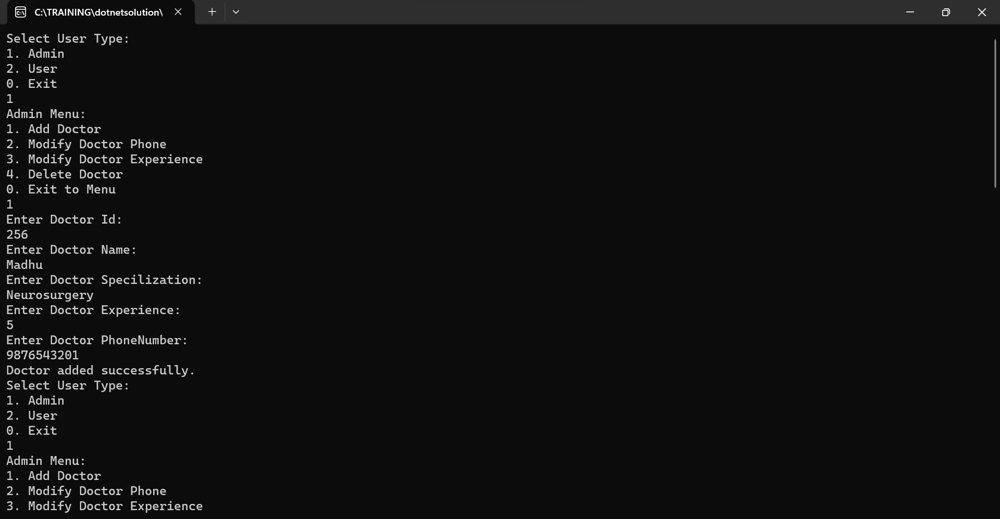 C:\TRAINING\dotnetsolution\
Select User Type:
1. Admin
2. User
0. Exit
1
Admin Menu:
1. Add Doctor
2. Modify Doctor Phone
3. Modify Doctor Experience
4. Delete Doctor
0. Exit to Menu
1
Enter Doctor Id:
256
Enter Doctor Name:
Madhu
Enter Doctor Specilization:
Neurosurgery
Enter Doctor Experience:
5
Enter Doctor PhoneNumber:
9876543201
Doctor added successfully.
Select User Type:
1. Admin
2. User
0. Exit
1
Admin Menu:
1. Add Doctor
2. Modify Doctor Phone
3. Modify Doctor Experience